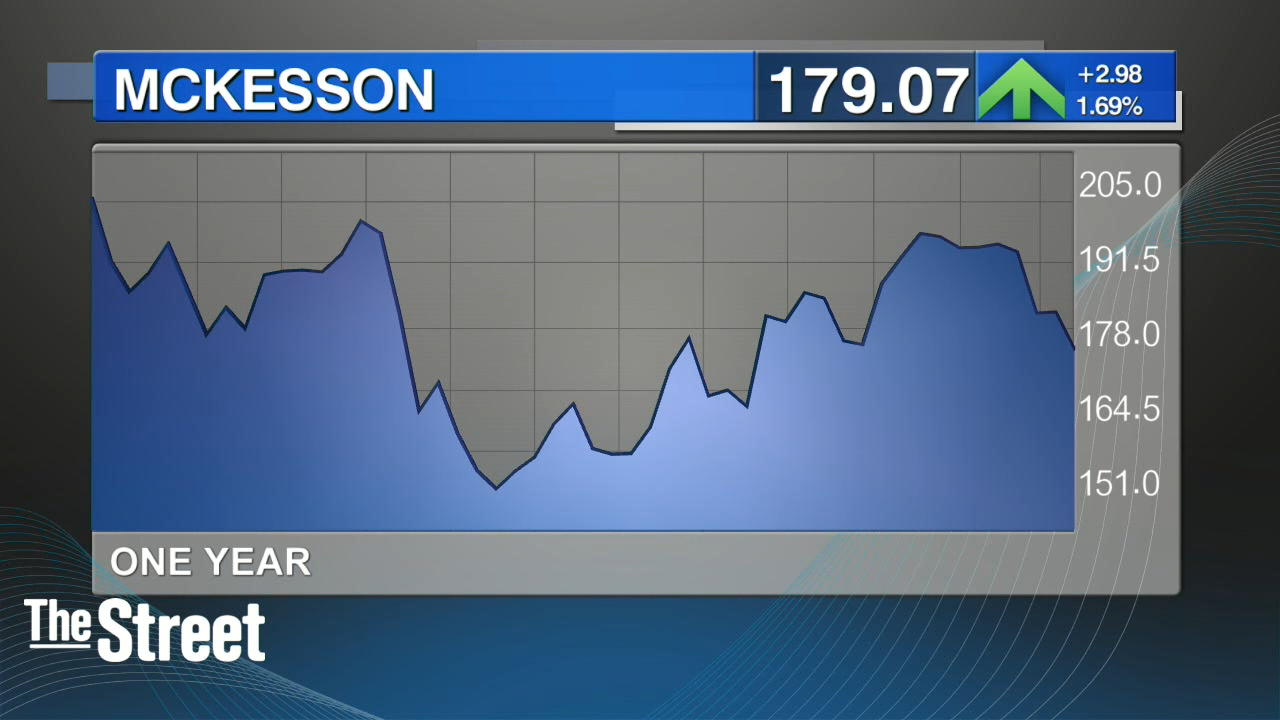 MCKESSON
179.07
+2.98
1.69%
205.0
191.5
178.0
164.5
151.0
ONE YEAR
The Street